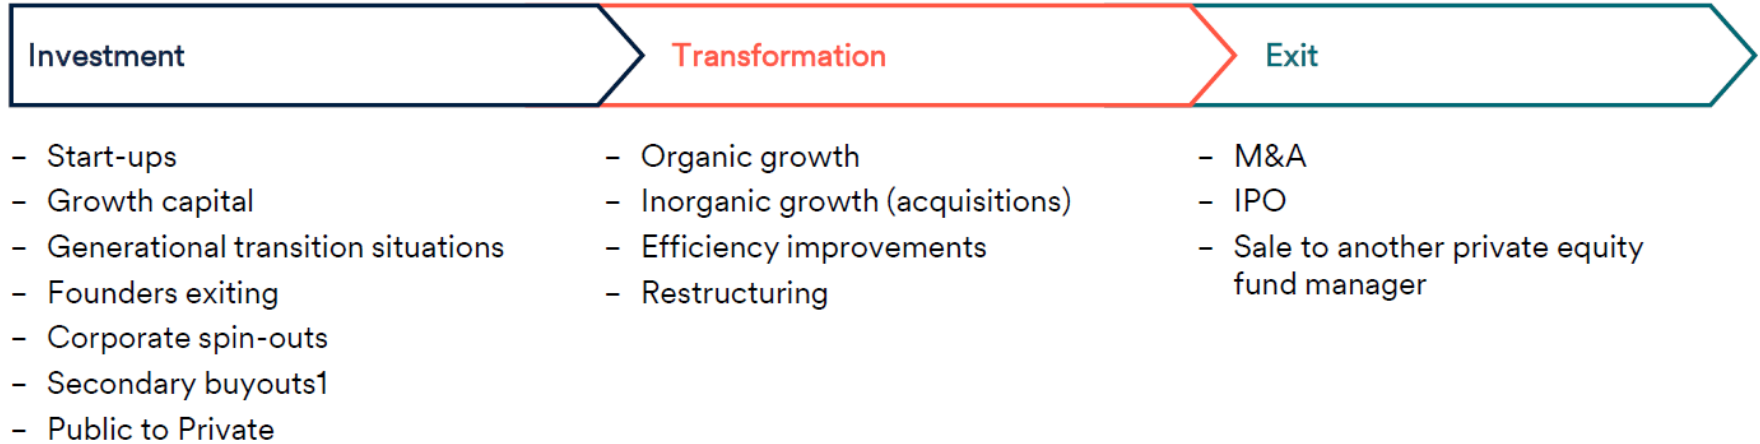 Investment
Transformation
Exit
– Start-ups
– Growth capital
– Generational transition situations
– Founders exiting
– Corporate spin-outs
– Secondary buyouts1
– Public to Private
– Organic growth
– Inorganic growth (acquisitions)
– Efficiency improvements
– Restructuring
– M&A
– IPO
– Sale to another private equity
fund manager